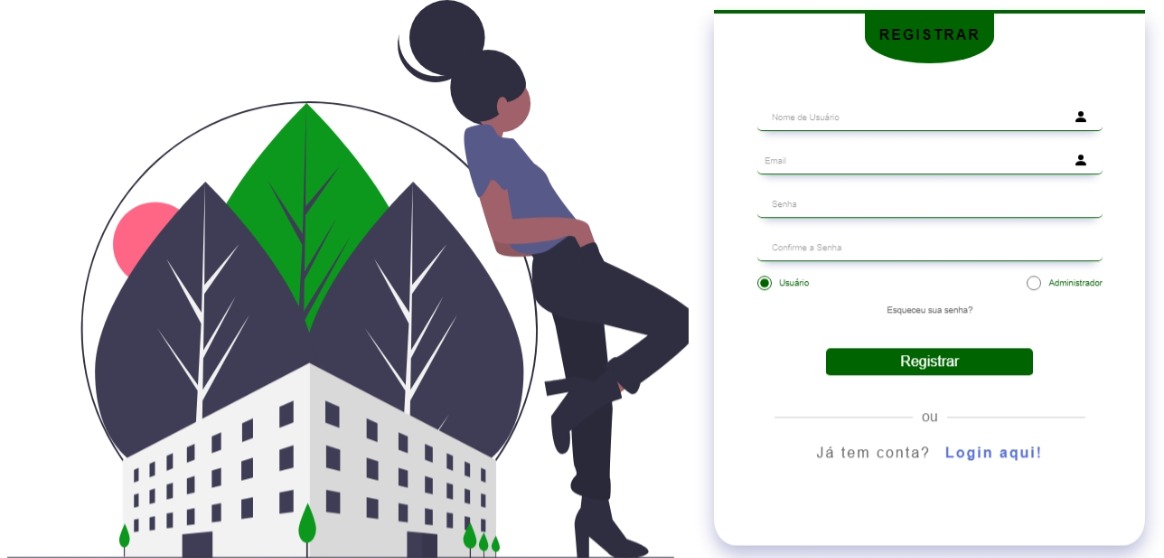 REGISTRAR
Nome de Usuário
Email
Senha
Confirme a Senha
Usuário Administrador
Esqueceu sua senha?
Registrar
ou
Já tem conta? Login aqui!